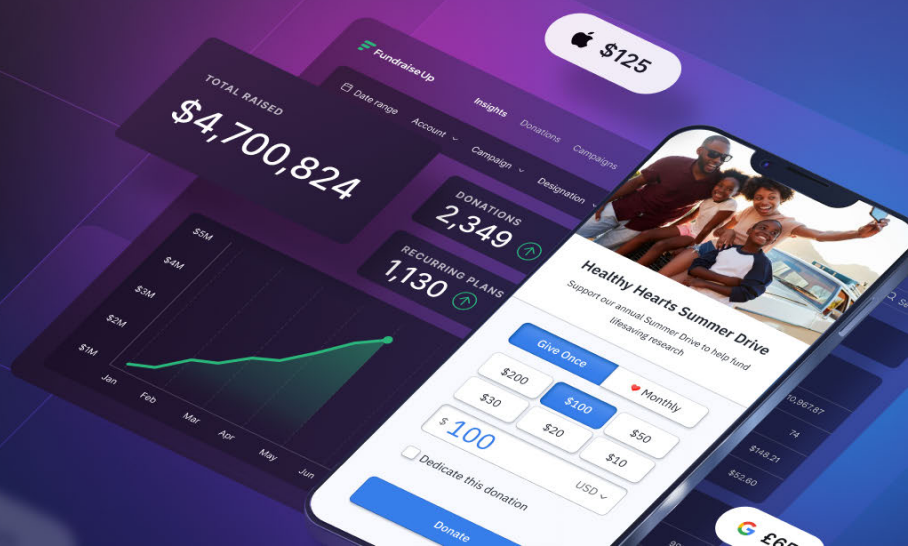 $125
FundraiseUp
Insights Donations Campaigns
Date range Account Campaign Designation
TOTAL RAISED
$4,700,824
DONATIONS
2,349
RECURRING PLANS
1,130
$5M
$4M
$3M
$2M
$1M
Jan Feb Mar Apr May Jun
Healthy Hearts Summer Drive
Support our annual Summer Drive to help fund
lifesaving research
Give Once Monthly
$200 $100 $50
$30 $20 $10
$ 100 USD
Dedicate this donation
Donate
10,967.87
74
$148.21
$52.60